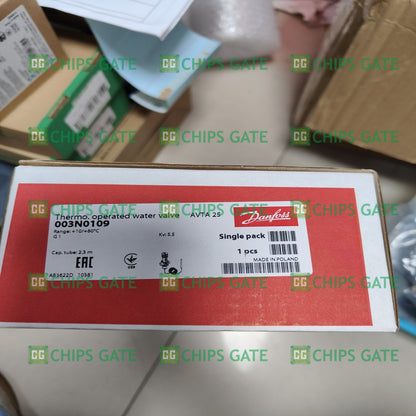 CHIPS GATE CHIPS GATE CHIPS GATE
CHIPS GATE CHIPS GATE CHIPS GATE
Thermo. operated water valve AVTA 25
003N0109
Range: +10/+80°C
G 1
Kv: 5,5
Danfoss
Single pack
1 pcs
MADE IN POLAND
Cap. tube: 2,3 m
EAC
CHIPS GATE CHIPS GATE CHIPS GATE
CHIPS GATE CHIPS GATE CHIPS GATE
CHIPS GATE CHIPS GATE CHIPS GATE